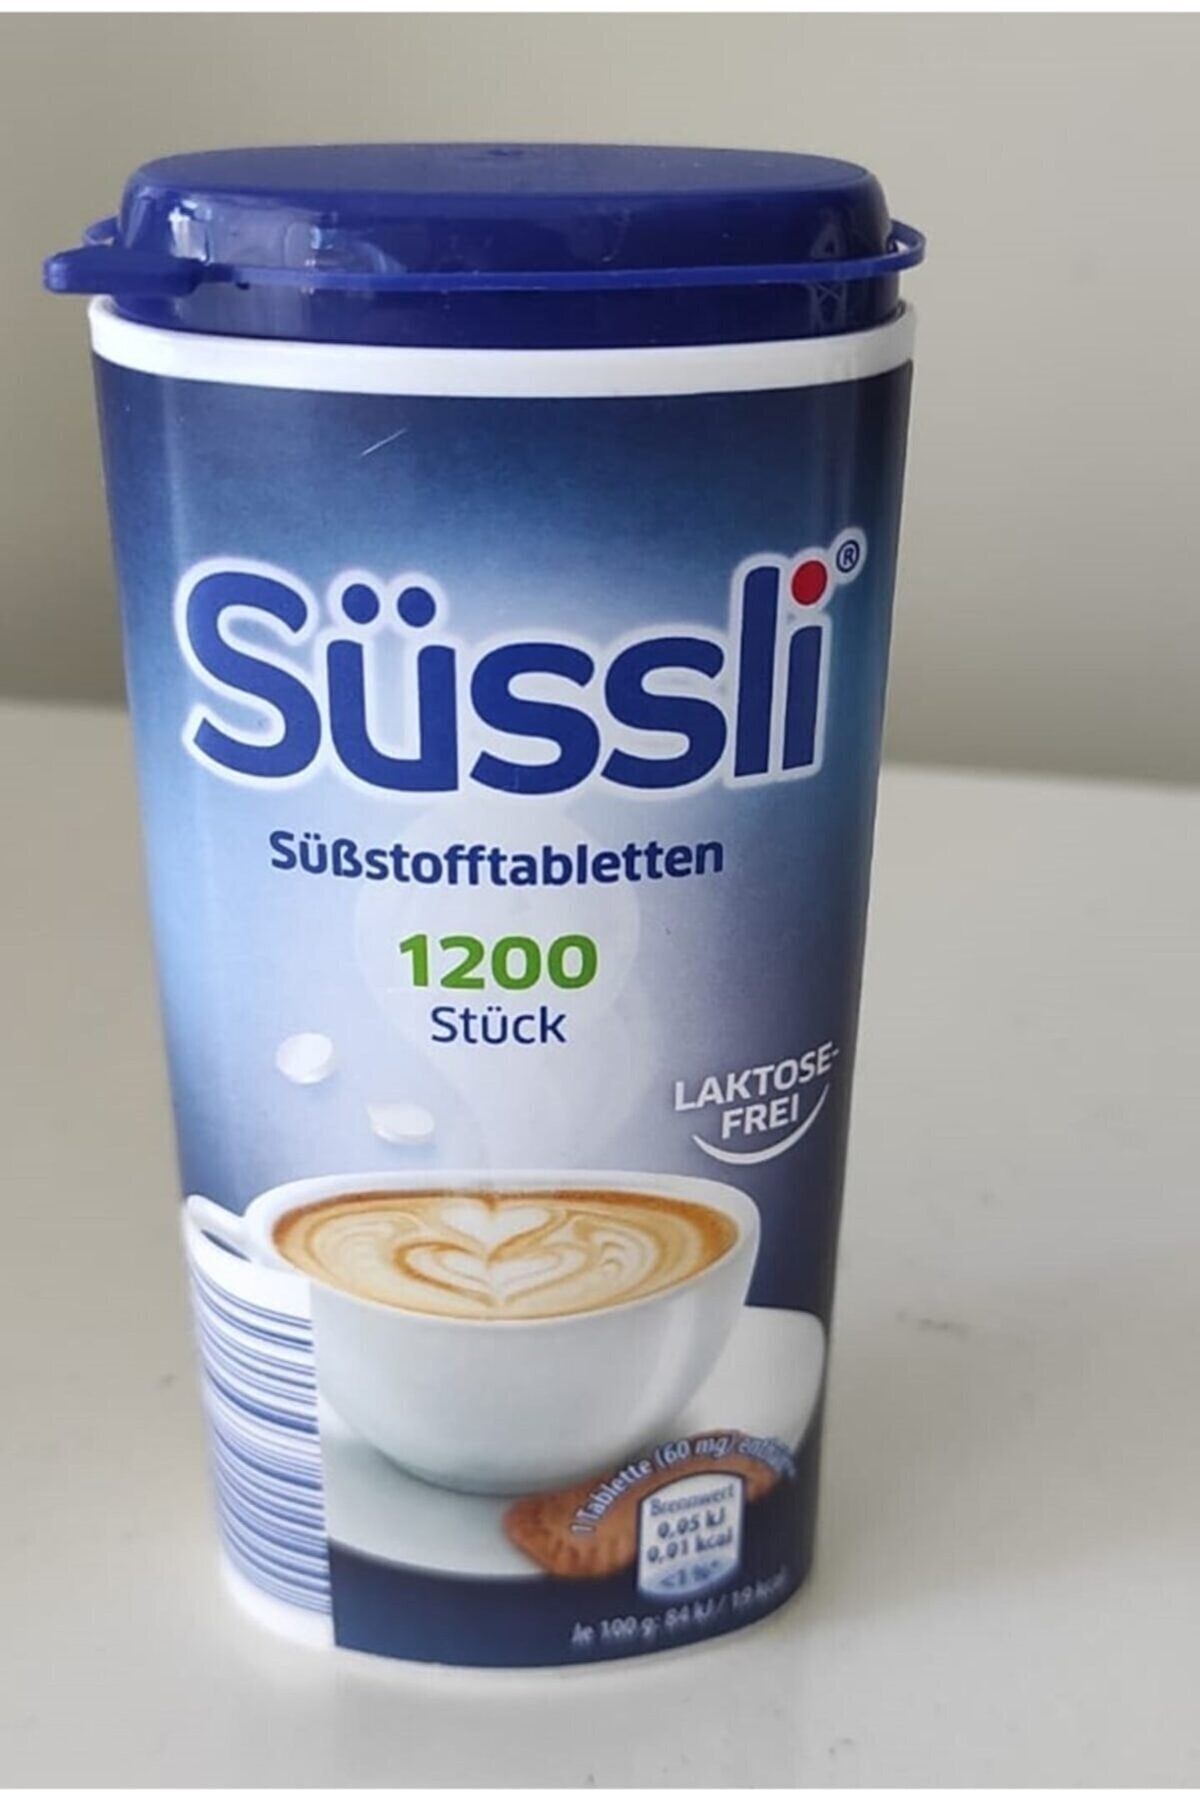 Süssli®
Süßstofftabletten
1200
Stück
LAKTOSE-
FREI
1 Tablette (60 mg) enthält
Brennwert
0,05 kJ
0,01 kcal
<1 %*
Je 100 g: 84 kJ / 19 kcal